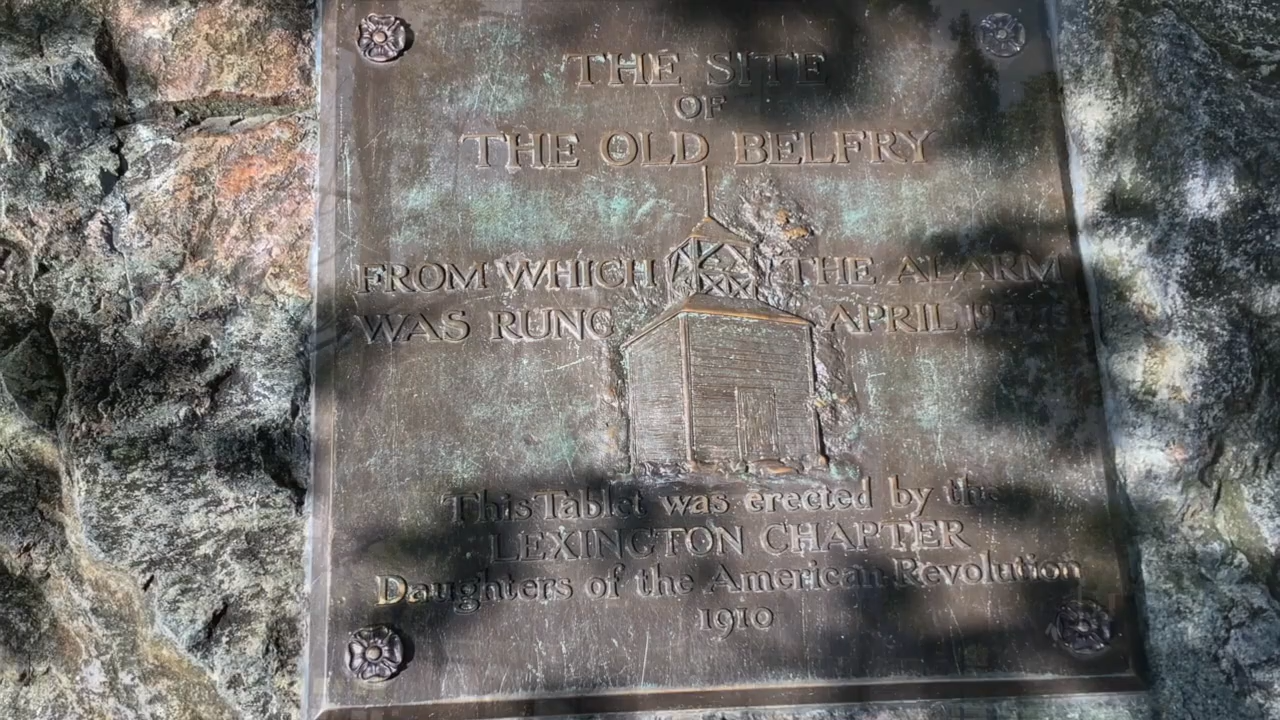 THE SITE
OF
THE OLD BELFRY
FROM WHICH THE ALARM
WAS RUNG APRIL 19
This Tablet was erected by the
LEXINGTON CHAPTER
Daughters of the American Revolution
1910